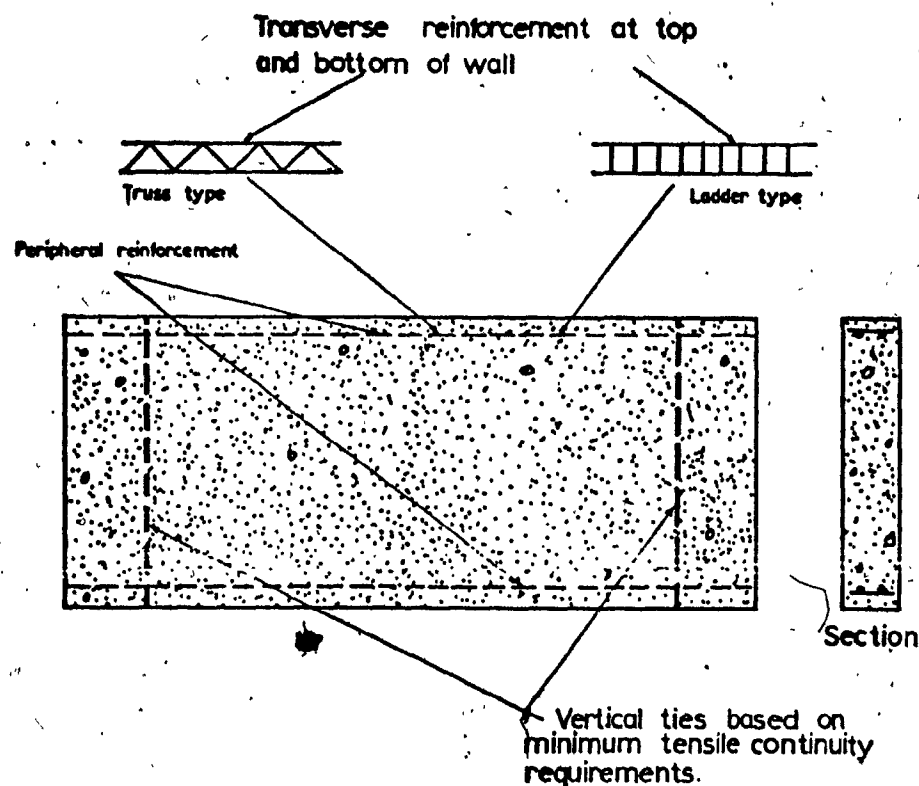 Transverse reinforcement at top
and bottom of wall
Truss type
Ladder type
Peripheral reinforcement
Section
Vertical ties based on
minimum tensile continuity
requirements.